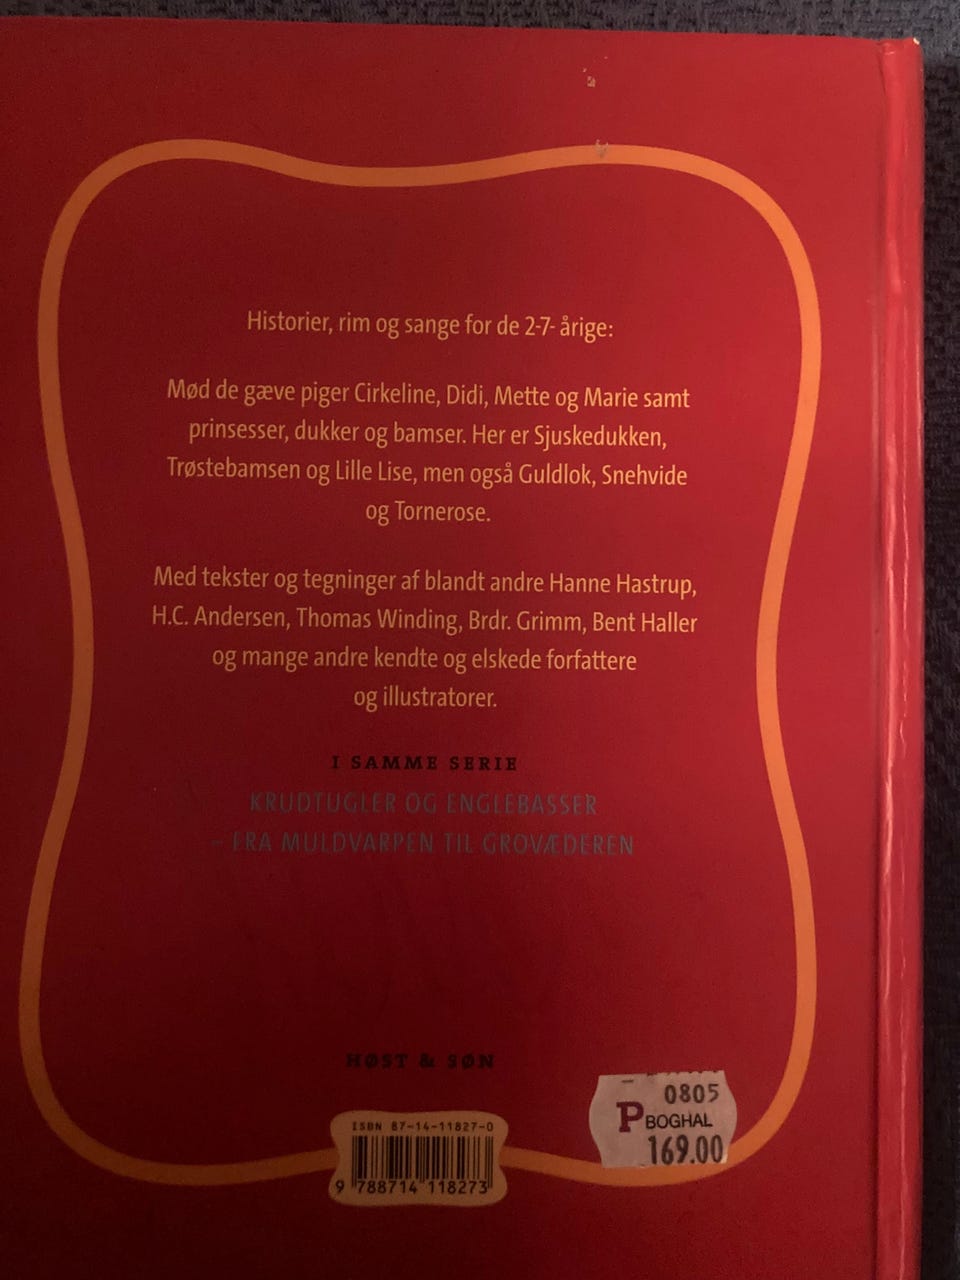 Historier, rim og sange for de 2-7- årige:
Mød de gæve piger Cirkeline, Didi, Mette og Marie samt
prinsesser, dukker og bamser. Her er Sjuskedukken,
Trøstebamsen og Lille Lise, men også Guldlok, Snehvide
og Tornerose.
Med tekster og tegninger af blandt andre Hanne Hastrup,
H.C. Andersen, Thomas Winding, Brdr. Grimm, Bent Haller
og mange andre kendte og elskede forfattere
og illustratorer.
I SAMME SERIE
KRUDTUGLER OG ENGLEBASSER
– FRA MULDVARPEN TIL GROVÆDEREN
HØST & SØN
0805
P BOGHAL
169.00
ISBN 87-14-11827-0
9 788714 118273